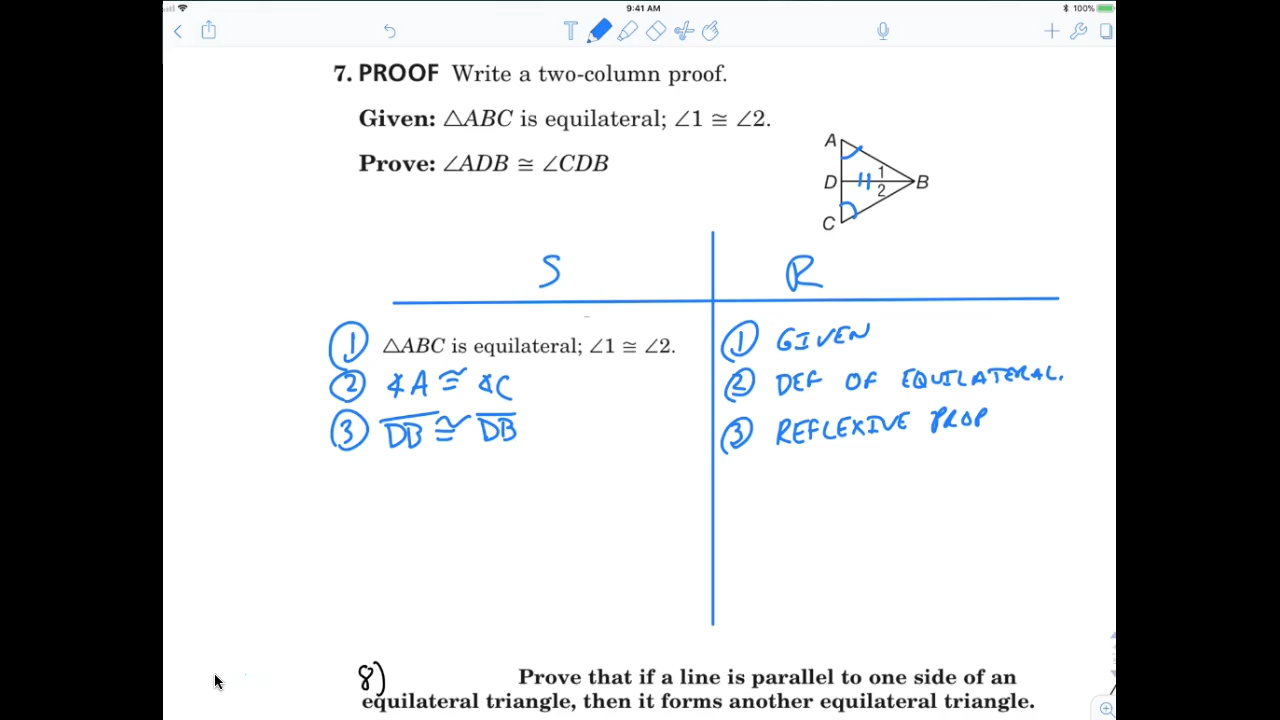 9:41 AM
100%
T
7. PROOF Write a two-column proof.
Given: △ABC is equilateral; ∠1 ≅ ∠2.
Prove: ∠ADB ≅ ∠CDB
A
1
D
B
2
C
S R
① △ABC is equilateral; ∠1 ≅ ∠2. ① GIVEN
② ∡A ≅ ∡C ② DEF OF EQUILATERAL.
③ D̅B̅ ≅ D̅B̅ ③ REFLEXIVE PROP
8) Prove that if a line is parallel to one side of an
equilateral triangle, then it forms another equilateral triangle.